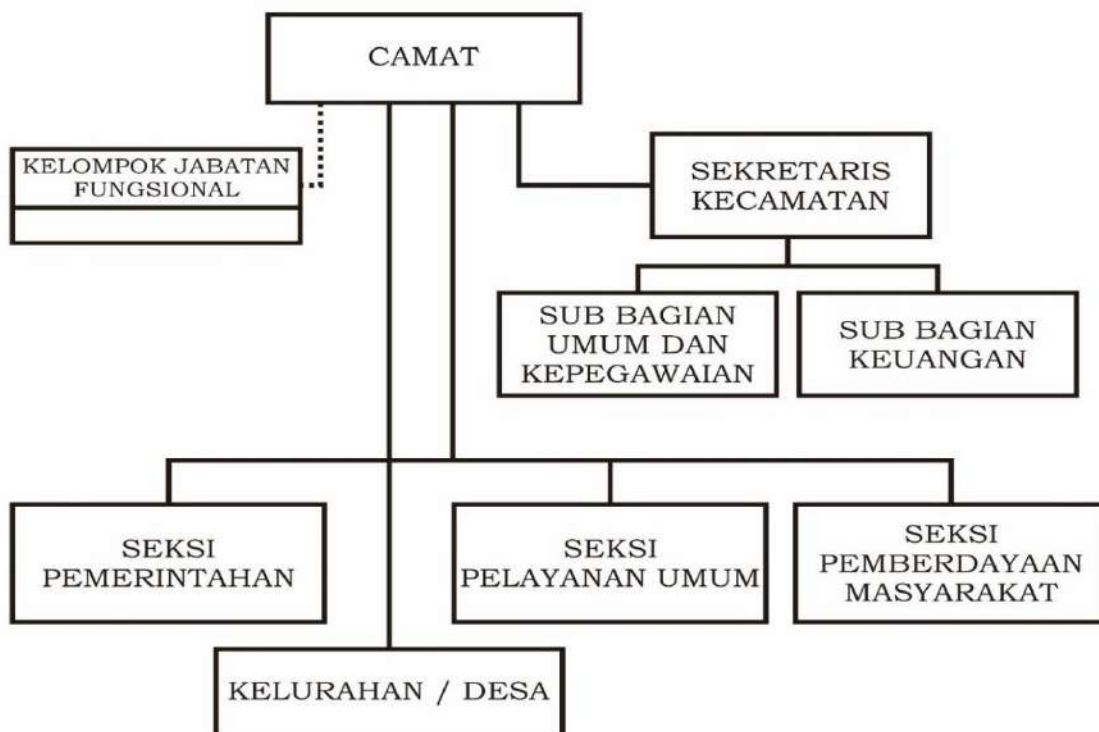 CAMAT
KELOMPOK JABATAN
FUNGSIONAL
SEKRETARIS
KECAMATAN
SUB BAGIAN
UMUM DAN
KEPEGAWAIAN
SUB BAGIAN
KEUANGAN
SEKSI
PEMERINTAHAN
SEKSI
PELAYANAN UMUM
SEKSI
PEMBERDAYAAN
MASYARAKAT
KELURAHAN / DESA